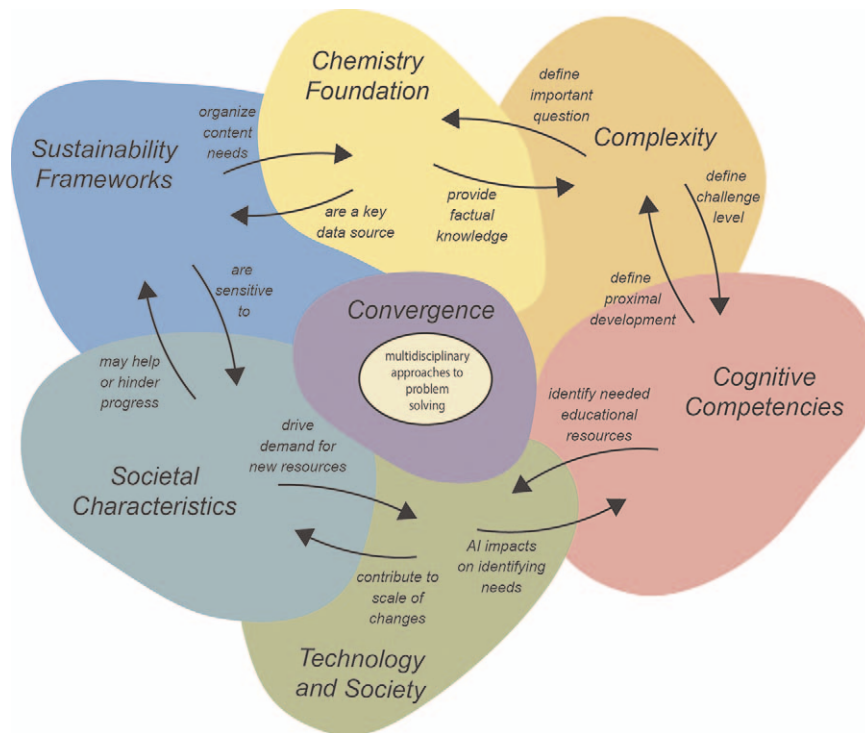 Chemistry
Foundation
define
important
question
Complexity
organize
content
needs
Sustainability
Frameworks
are a key
data source
provide
factual
knowledge
define
challenge
level
are
sensitive
to
define
proximal
development
Convergence
multidisciplinary
approaches to
problem
solving
may help
or hinder
progress
Cognitive
Competencies
identify needed
educational
resources
drive
demand for
new resources
Societal
Characteristics
AI impacts
on identifying
needs
contribute to
scale of
changes
Technology
and Society